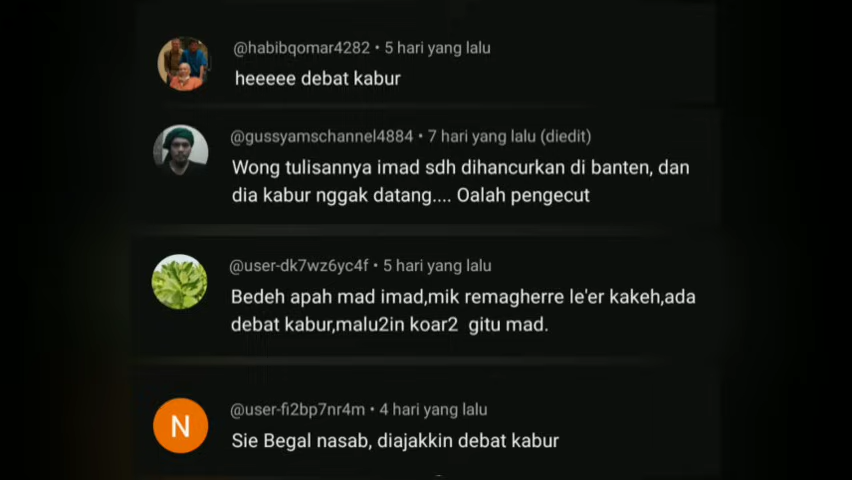 @habibqomar4282 • 5 hari yang lalu
heeeee debat kabur
@gussyamschannel4884 • 7 hari yang lalu (diedit)
Wong tulisannya imad sdh dihancurkan di banten, dan
dia kabur nggak datang.... Oalah pengecut
@user-dk7wz6yc4f • 5 hari yang lalu
Bedeh apah mad imad,mik remagherre le'er kakeh,ada
debat kabur,malu2in koar2 gitu mad.
N
@user-fi2bp7nr4m • 4 hari yang lalu
Sie Begal nasab, diajakkin debat kabur